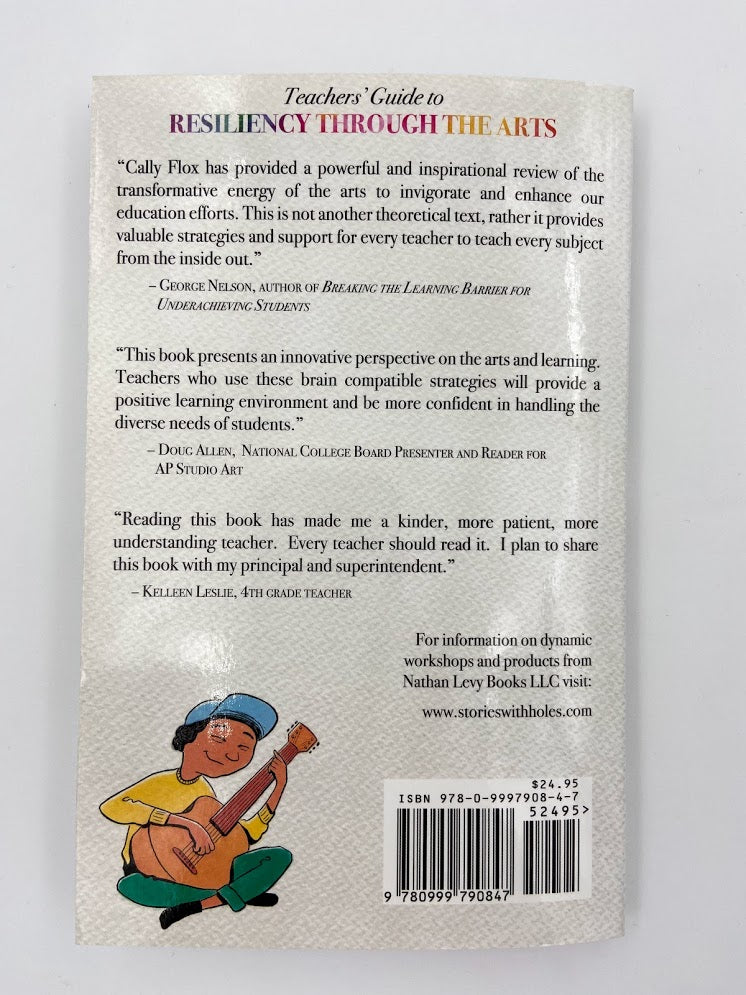 Teachers' Guide to
RESILIENCY THROUGH THE ARTS
“Cally Flox has provided a powerful and inspirational review of the
transformative energy of the arts to invigorate and enhance our
education efforts. This is not another theoretical text, rather it provides
valuable strategies and support for every teacher to teach every subject
from the inside out.”
– George Nelson, author of Breaking the Learning Barrier for
Underachieving Students
“This book presents an innovative perspective on the arts and learning.
Teachers who use these brain compatible strategies will provide a
positive learning environment and be more confident in handling the
diverse needs of students.”
– Doug Allen, National College Board Presenter and Reader for
AP Studio Art
“Reading this book has made me a kinder, more patient, more
understanding teacher. Every teacher should read it. I plan to share
this book with my principal and superintendent.”
– Kelleen Leslie, 4th grade teacher
For information on dynamic
workshops and products from
Nathan Levy Books LLC visit:
www.storieswithholes.com
$24.95
ISBN 978-0-9997908-4-7
52495>
9 780999 790847